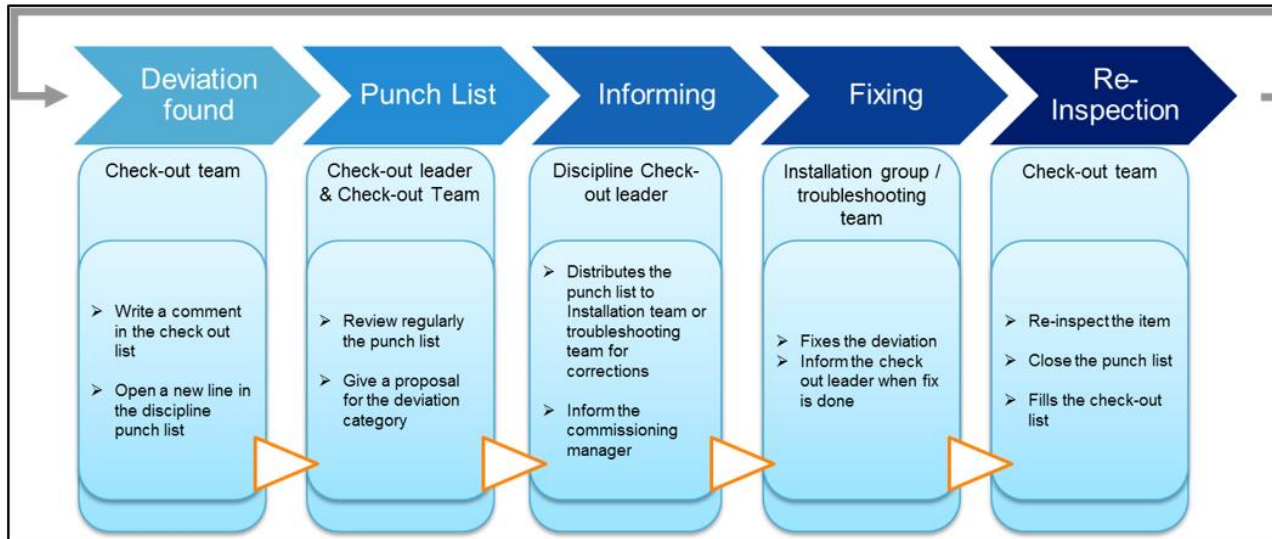 Deviation
found
Punch List
Informing
Fixing
Re-
Inspection
Check-out team
Check-out leader
& Check-out Team
Discipline Check-
out leader
Installation group /
troubleshooting
team
Check-out team
➢ Write a comment
in the check out
list
➢ Open a new line in
the discipline
punch list
➢ Review regularly
the punch list
➢ Give a proposal
for the deviation
category
➢ Distributes the
punch list to
Installation team or
troubleshooting
team for
corrections
➢ Inform the
commissioning
manager
➢ Fixes the deviation
➢ Inform the check
out leader when fix
is done
➢ Re-inspect the item
➢ Close the punch list
➢ Fills the check-out
list